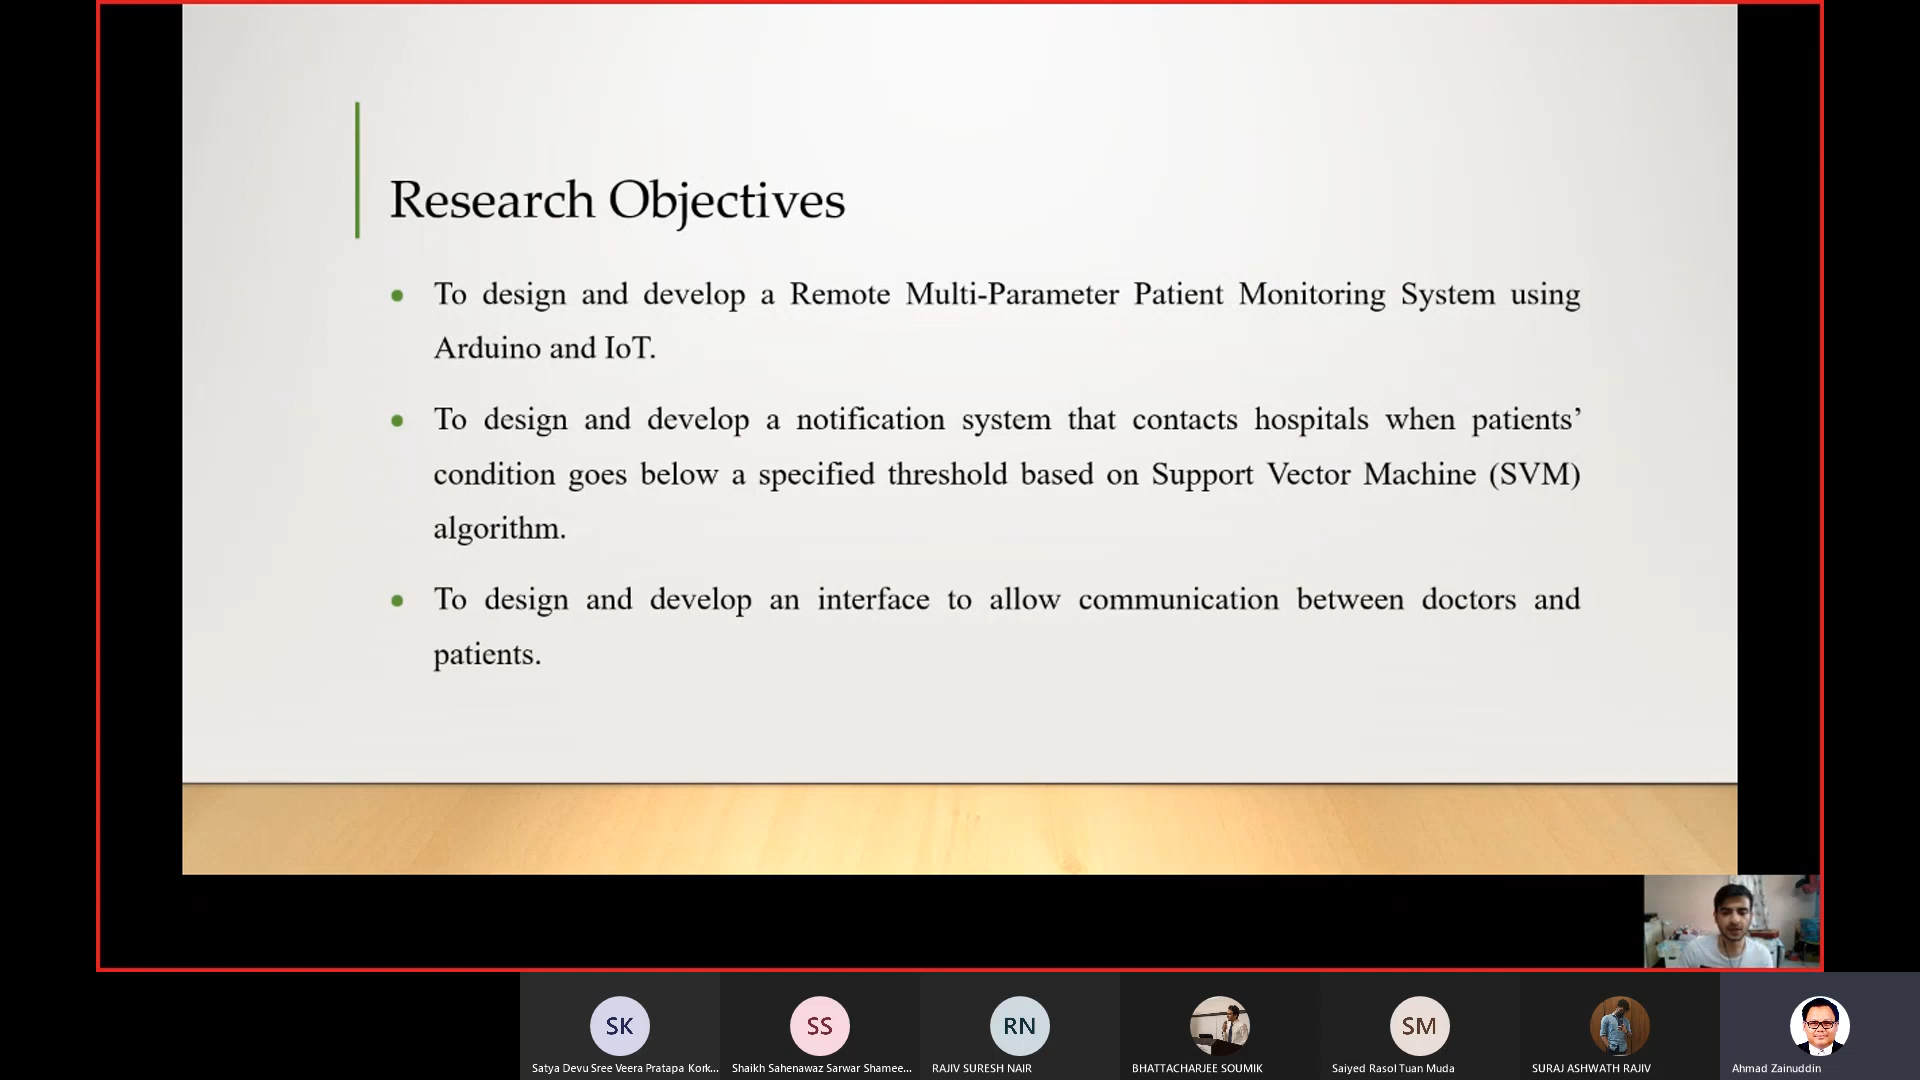 Research Objectives
• To design and develop a Remote Multi-Parameter Patient Monitoring System using
Arduino and IoT.
• To design and develop a notification system that contacts hospitals when patients’
condition goes below a specified threshold based on Support Vector Machine (SVM)
algorithm.
• To design and develop an interface to allow communication between doctors and
patients.
SK
SS
RN
SM
Satya Devu Sree Veera Pratapa Kork...
Shaikh Sahenawaz Sarwar Shamee...
RAJIV SURESH NAIR
BHATTACHARJEE SOUMIK
Saiyed Rasol Tuan Muda
SURAJ ASHWATH RAJIV
Ahmad Zainuddin